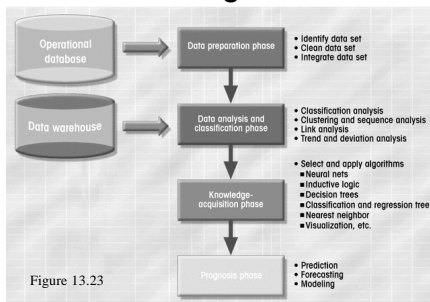 Operational
database
Data preparation phase
• Identify data set
• Clean data set
• Integrate data set
Data warehouse
Data analysis and
classification phase
• Classification analysis
• Clustering and sequence analysis
• Link analysis
• Trend and deviation analysis
Knowledge-
acquisition phase
• Select and apply algorithms
■ Neural nets
■ Inductive logic
■ Decision trees
■ Classification and regression tree
■ Nearest neighbor
■ Visualization, etc.
Prognosis phase
• Prediction
• Forecasting
• Modeling
Figure 13.23